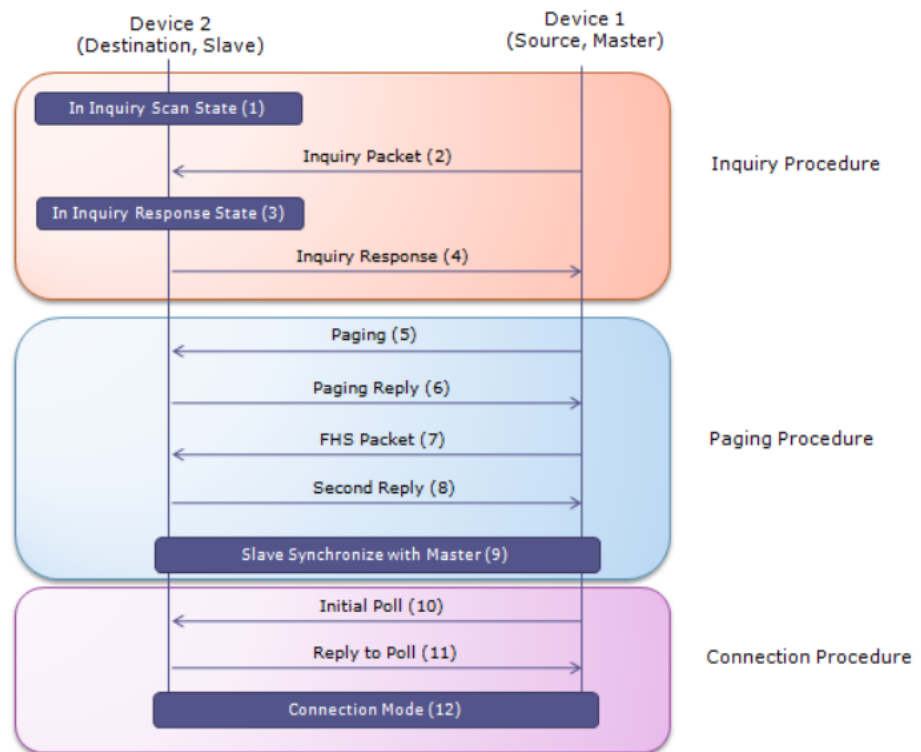 Device 2
(Destination, Slave)
Device 1
(Source, Master)
In Inquiry Scan State (1)
Inquiry Packet (2)
Inquiry Procedure
In Inquiry Response State (3)
Inquiry Response (4)
Paging (5)
Paging Reply (6)
FHS Packet (7)
Paging Procedure
Second Reply (8)
Slave Synchronize with Master (9)
Initial Poll (10)
Reply to Poll (11)
Connection Procedure
Connection Mode (12)